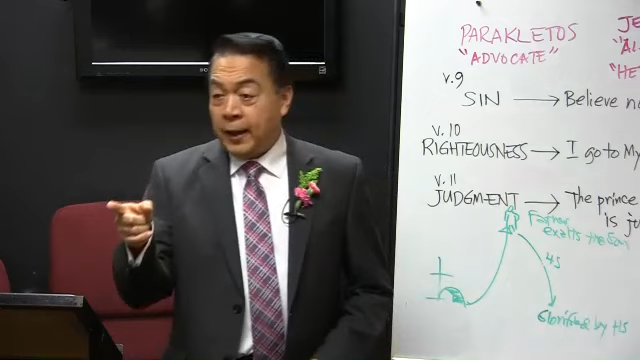 SONY
PARAKLETOS
"ADVOCATE"
v.9
SIN → Believe
v.10
RIGHTEOUSNESS → I go to My
v.11
JUDGMENT → The prince
is
Father
exalts the Son
HS
Glorified by HS